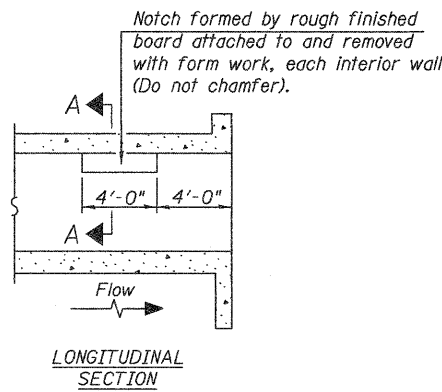 Notch formed by rough finished
board attached to and removed
with form work, each interior wall
(Do not chamfer).
A
4'-0" 4'-0"
A
Flow
LONGITUDINAL
SECTION